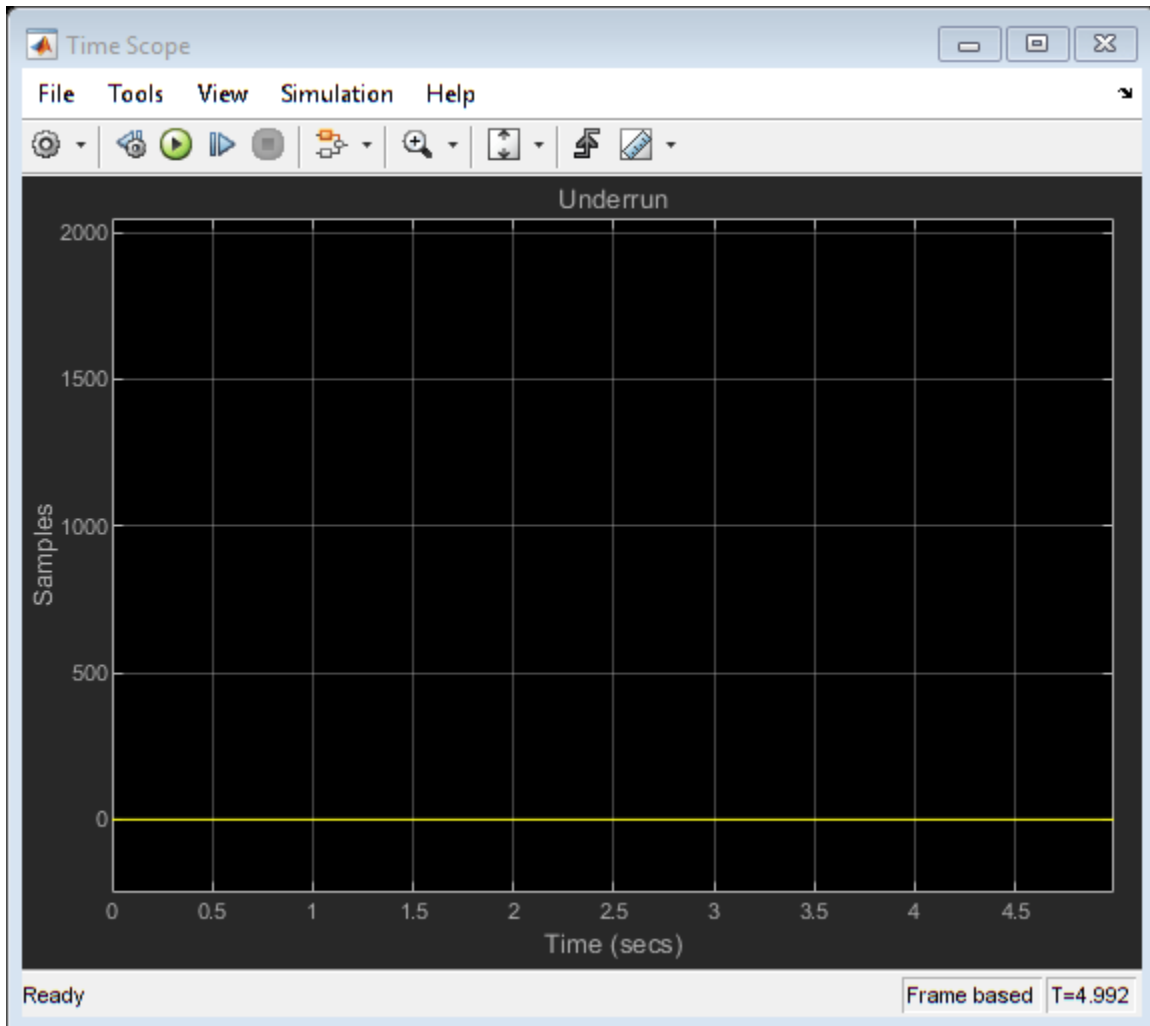 Time Scope
File Tools View Simulation Help
Underrun
2000
1500
1000
500
0
Samples
0 0.5 1 1.5 2 2.5 3 3.5 4 4.5
Time (secs)
Ready Frame based T=4.992